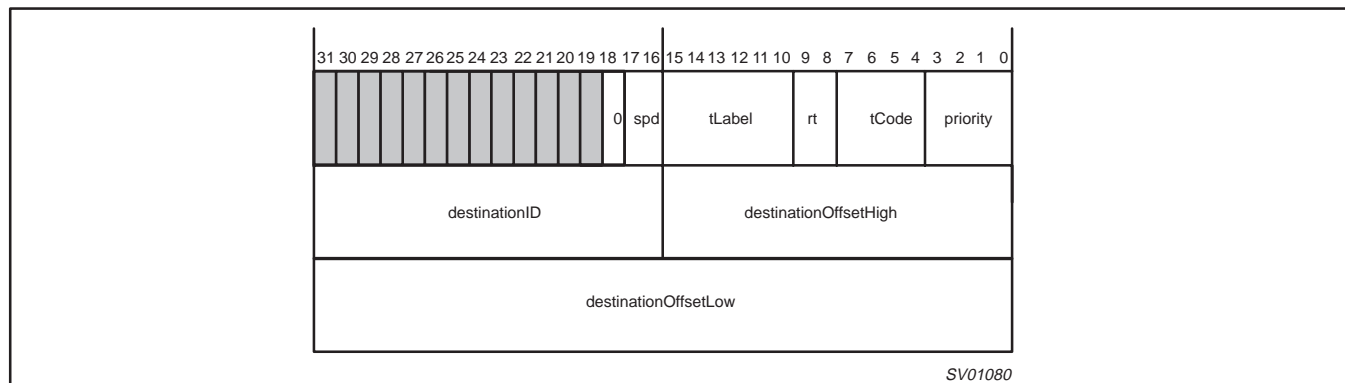 31 30 29 28 27 26 25 24 23 22 21 20 19 18 17 16 15 14 13 12 11 10 9 8 7 6 5 4 3 2 1 0
0 spd tLabel rt tCode priority
destinationID destinationOffsetHigh
destinationOffsetLow
SV01080